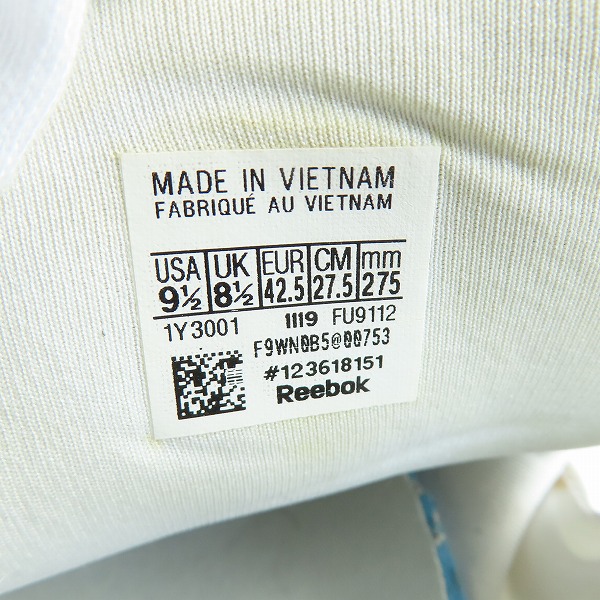 MADE IN VIETNAM
FABRIQUÉ AU VIETNAM
USA UK EUR CM mm
9½ 8½ 42.5 27.5 275
1Y3001 1119 FU9112
F9WN0B5@00753
#123618151
Reebok